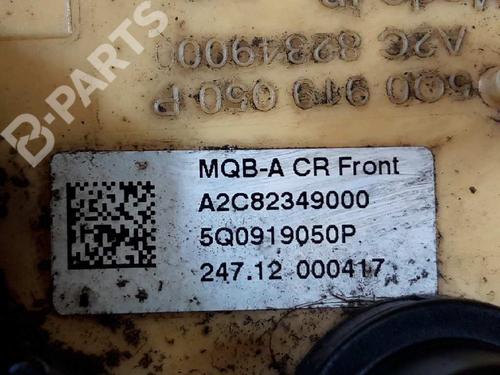 5Q0 919 050 P
A2C 82349000
B-PARTS
MQB-A CR Front
A2C82349000
5Q0919050P
247.12 000417